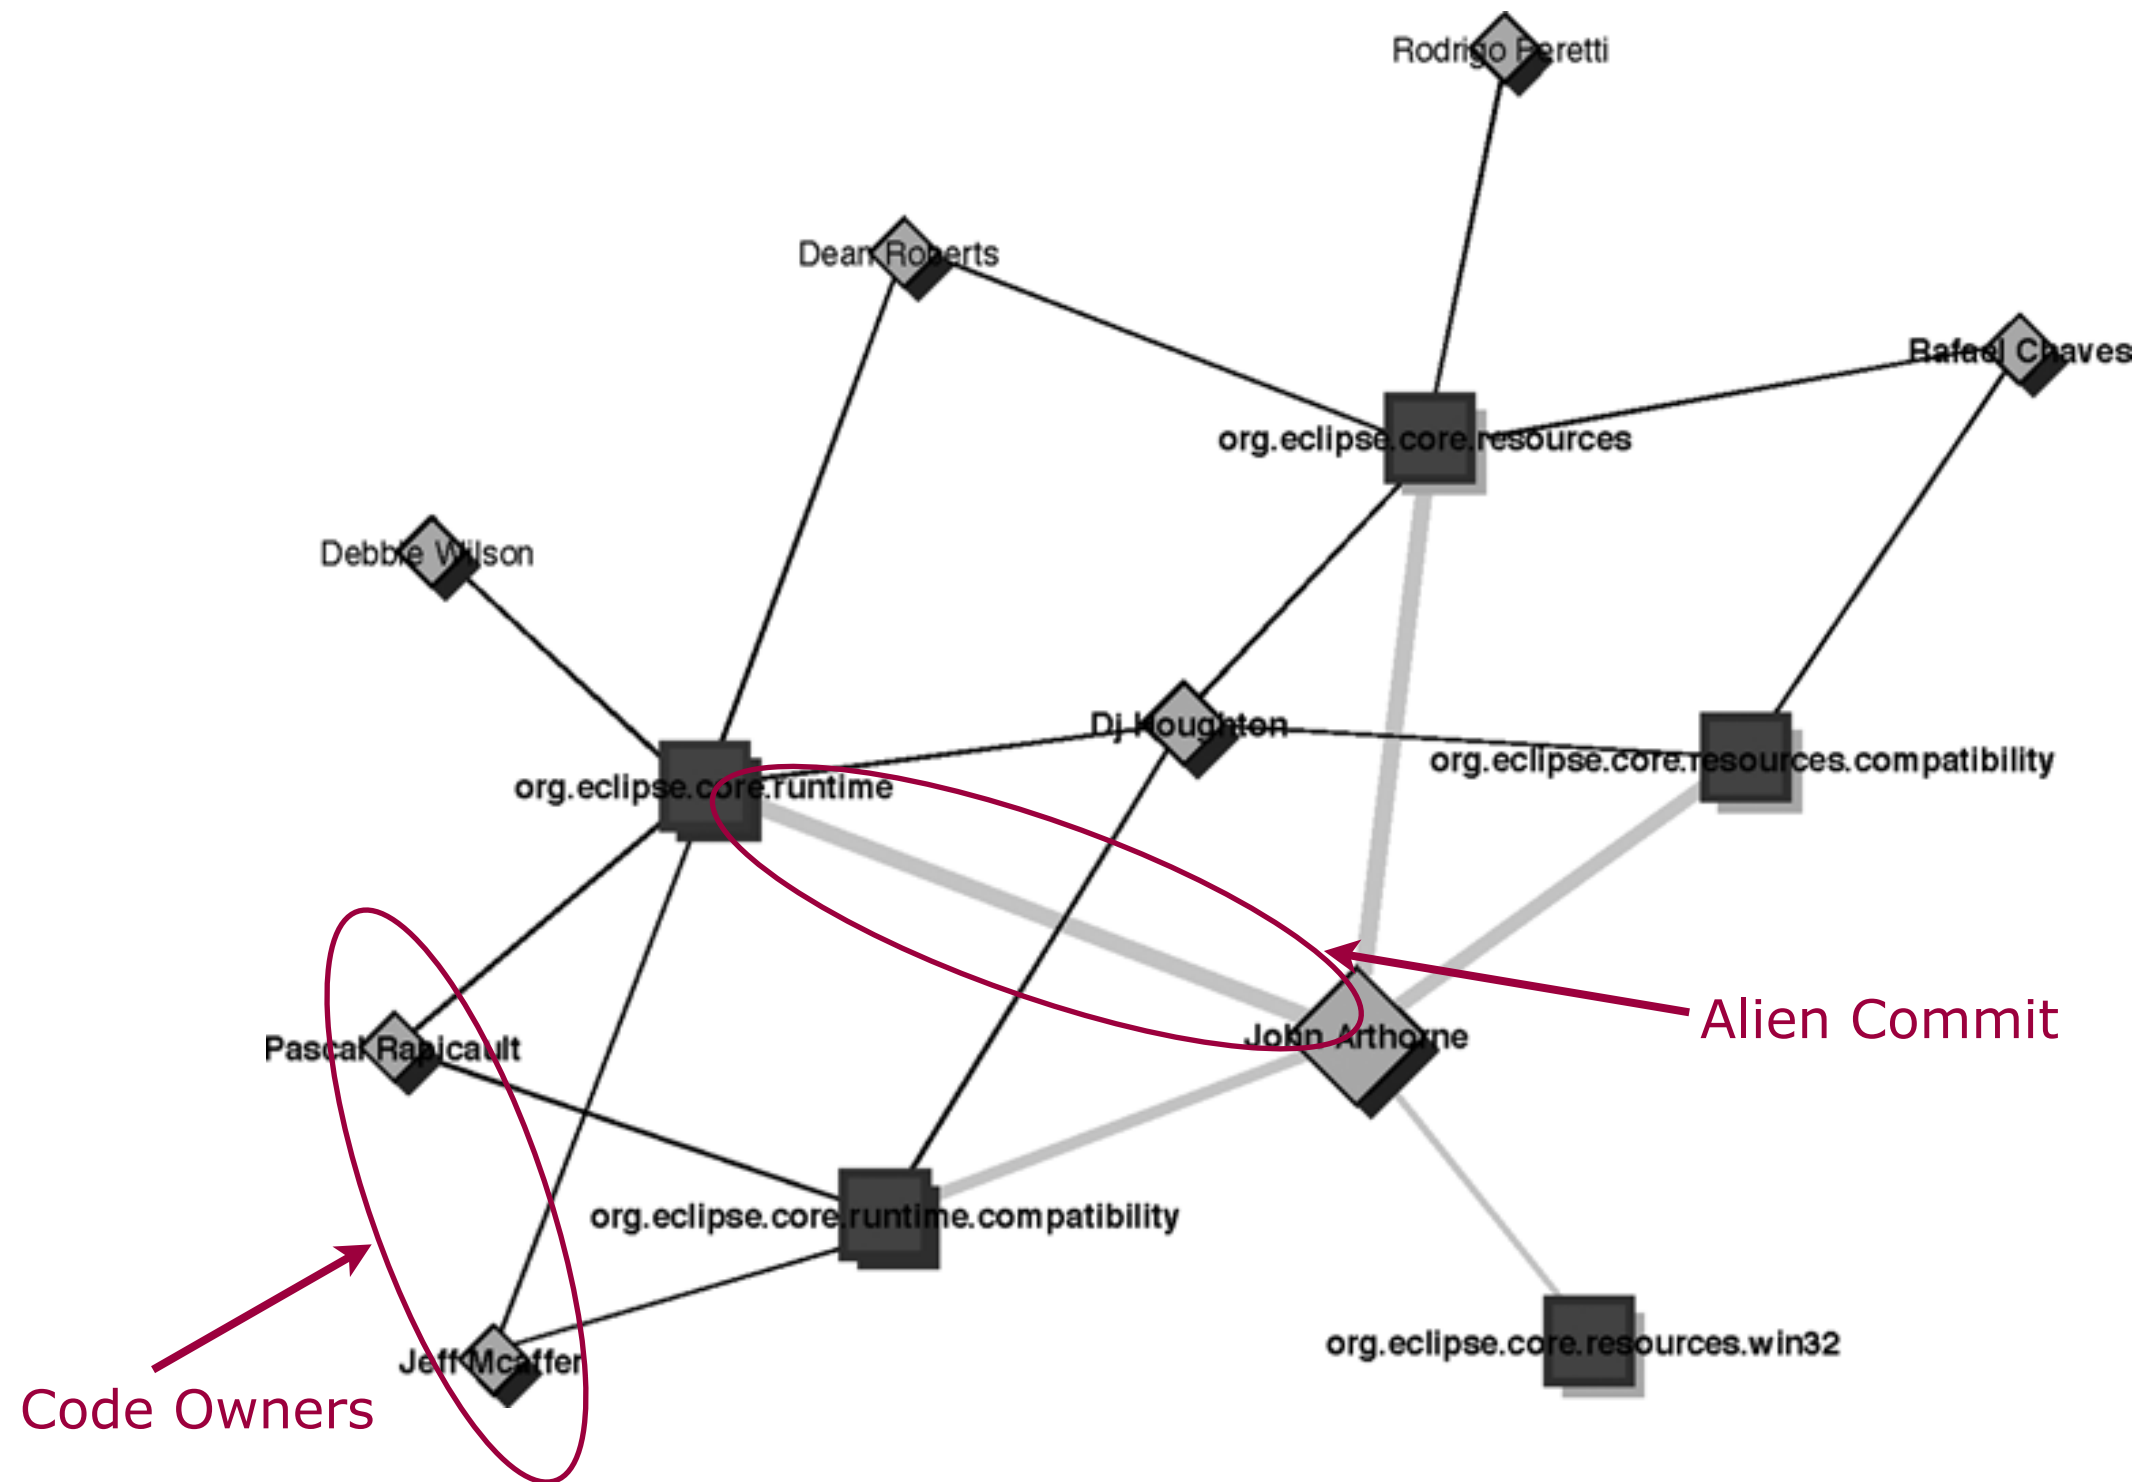 Rodrigo Peretti
Dean Roberts
Rafael Chaves
org.eclipse.core.resources
Debbie Wilson
Dj Houghton
org.eclipse.core.resources.compatibility
org.eclipse.core.runtime
Alien Commit
John Arthorne
Pascal Rapicault
org.eclipse.core.runtime.compatibility
org.eclipse.core.resources.win32
Jeff Mcaffer
Code Owners